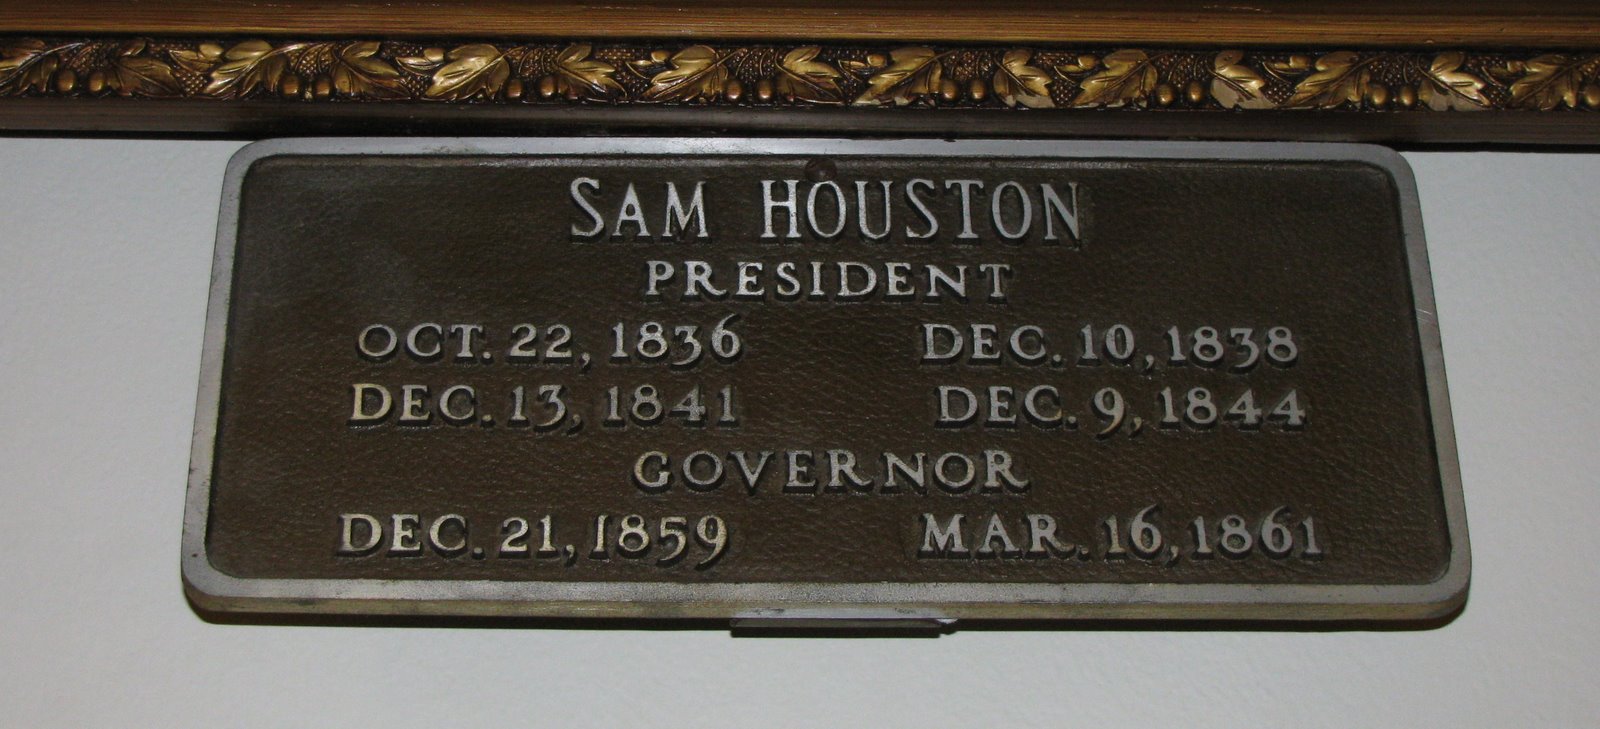 SAM HOUSTON
PRESIDENT
OCT. 22, 1836 DEC. 10, 1838
DEC. 13, 1841 DEC. 9, 1844
GOVERNOR
DEC. 21, 1859 MAR. 16, 1861